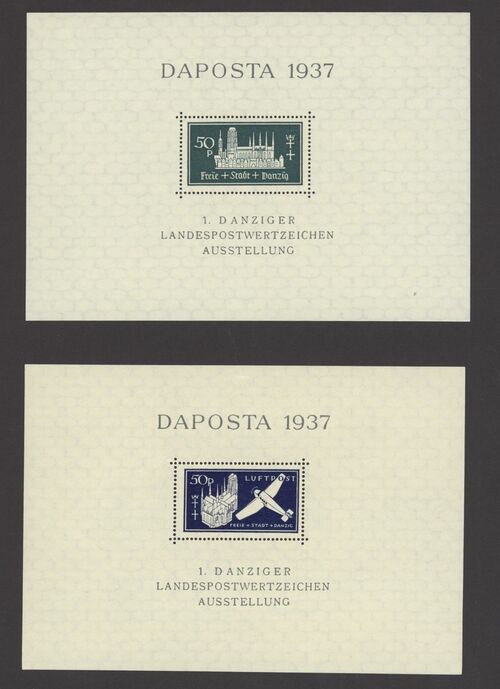 DAPOSTA 1937
50
P
Freie + Stadt + Danzig
1. DANZIGER
LANDESPOSTWERTZEICHEN
AUSSTELLUNG
DAPOSTA 1937
50P LUFTPOST
FREIE + STADT + DANZIG
1. DANZIGER
LANDESPOSTWERTZEICHEN
AUSSTELLUNG